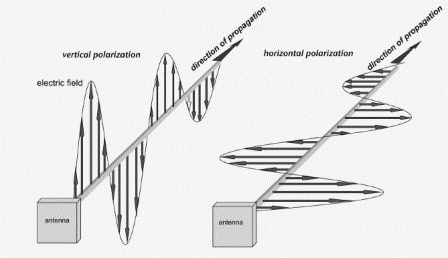 vertical polarization
direction of propagation
electric field
antenna
horizontal polarization
direction of propagation
antenna